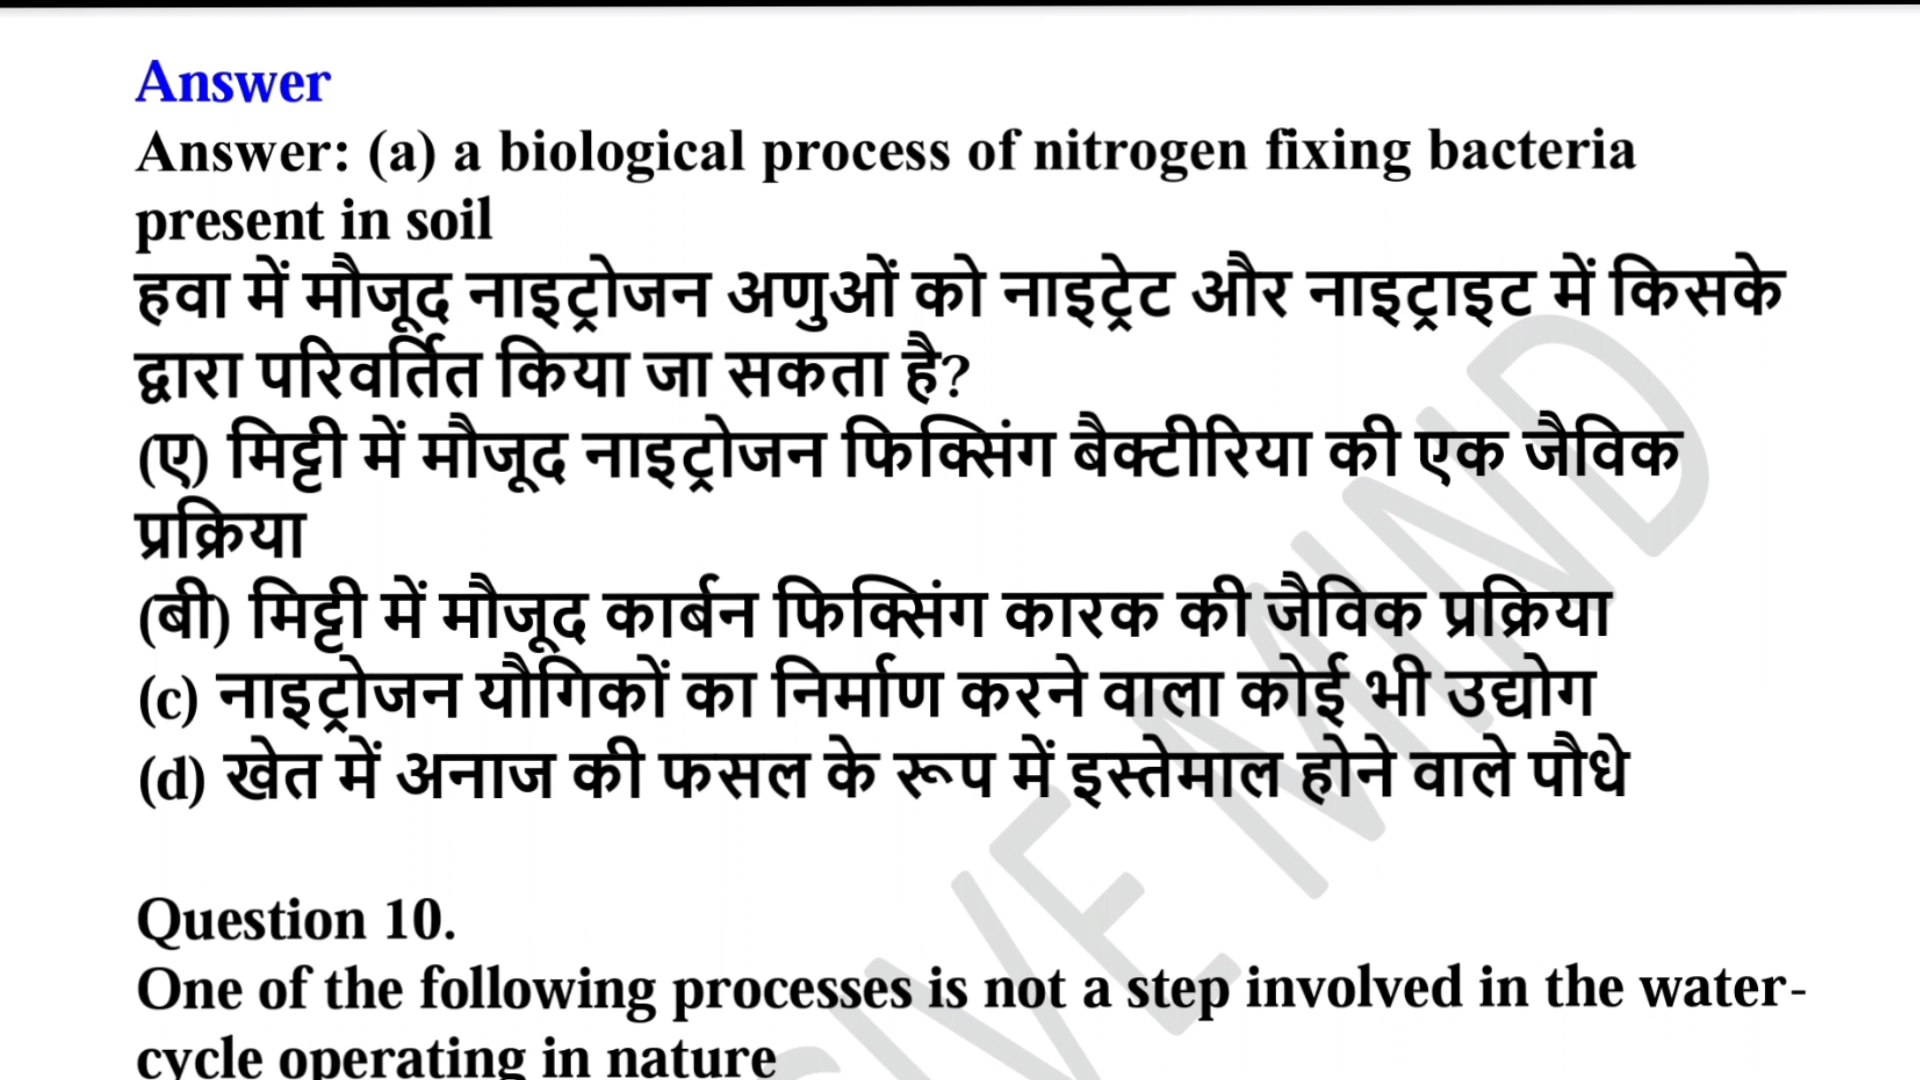 Answer
Answer: (a) a biological process of nitrogen fixing bacteria
present in soil
हवा में मौजूद नाइट्रोजन अणुओं को नाइट्रेट और नाइट्राइट में किसके
द्वारा परिवर्तित किया जा सकता है?
(ए) मिट्टी में मौजूद नाइट्रोजन फिक्सिंग बैक्टीरिया की एक जैविक
प्रक्रिया
(बी) मिट्टी में मौजूद कार्बन फिक्सिंग कारक की जैविक प्रक्रिया
(c) नाइट्रोजन यौगिकों का निर्माण करने वाला कोई भी उद्योग
(d) खेत में अनाज की फसल के रूप में इस्तेमाल होने वाले पौधे
Question 10.
One of the following processes is not a step involved in the water-
cycle operating in nature
MIND